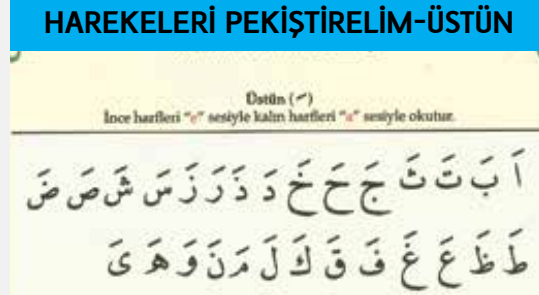 HAREKELERİ PEKİŞTİRELİM-ÜSTÜN
Üstün (َ)
İnce harfleri "e" sesiyle kalın harfleri "a" sesiyle okutur.
اَ بَ تَ ثَ جَ حَ خَ دَ ذَ رَ زَ سَ شَ صَ ضَ
طَ ظَ عَ غَ فَ قَ كَ لَ مَ نَ وَ هَ یَ